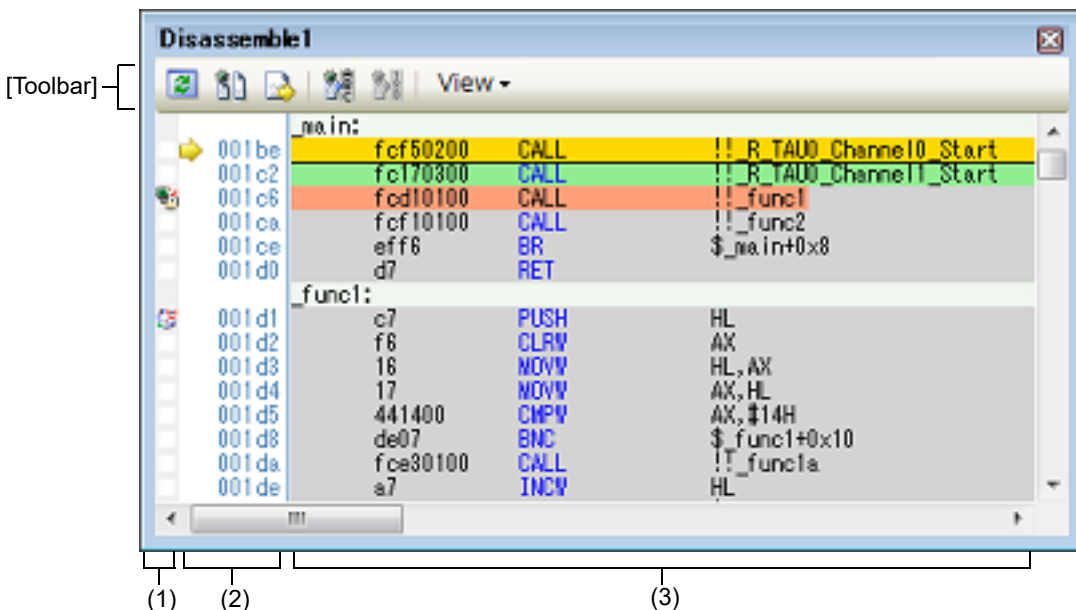 Disassemble1
[Toolbar]
View
_main:
001be fcf50200 CALL !!_R_TAU0_Channel0_Start
001c2 fc170300 CALL !!_R_TAU0_Channel1_Start
001c6 fcd10100 CALL !!_func1
001ca fcf10100 CALL !!_func2
001ce eff6 BR $_main+0x8
001d0 d7 RET
_func1:
001d1 c7 PUSH HL
001d2 f6 CLRW AX
001d3 16 MOVW HL,AX
001d4 17 MOVW AX,HL
001d5 441400 CMPW AX,#14H
001d8 de07 BNC $_func1+0x10
001da fce30100 CALL !!_func1a
001de a7 INCW HL
(1) (2) (3)